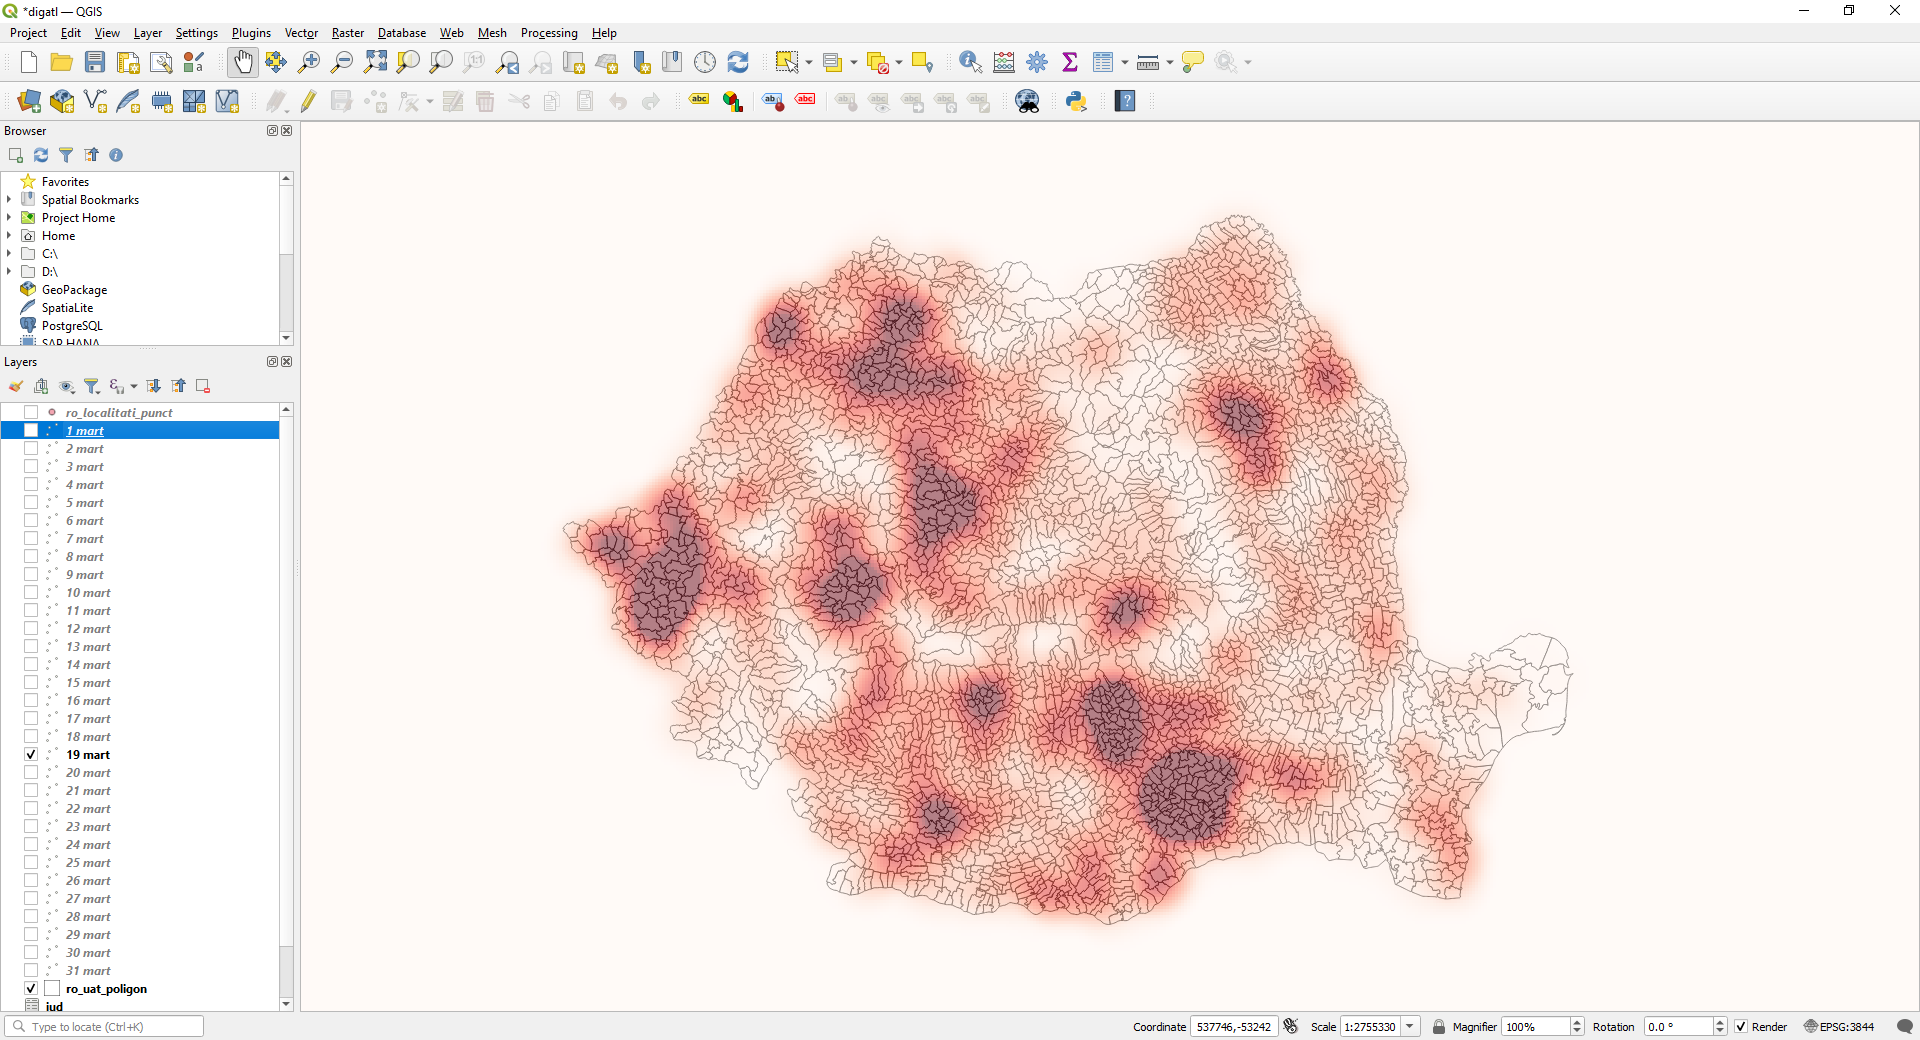 *digatl — QGIS
Project Edit View Layer Settings Plugins Vector Raster Database Web Mesh Processing Help
Browser
Favorites
Spatial Bookmarks
Project Home
Home
C:\
D:\
GeoPackage
SpatiaLite
PostgreSQL
SAP HANA
Layers
ro_localitati_punct
1 mart
2 mart
3 mart
4 mart
5 mart
6 mart
7 mart
8 mart
9 mart
10 mart
11 mart
12 mart
13 mart
14 mart
15 mart
16 mart
17 mart
18 mart
19 mart
20 mart
21 mart
22 mart
23 mart
24 mart
25 mart
26 mart
27 mart
28 mart
29 mart
30 mart
31 mart
ro_uat_poligon
iud
Type to locate (Ctrl+K)
Coordinate 537746,-53242 Scale 1:2755330 Magnifier 100% Rotation 0.0 ° Render EPSG:3844